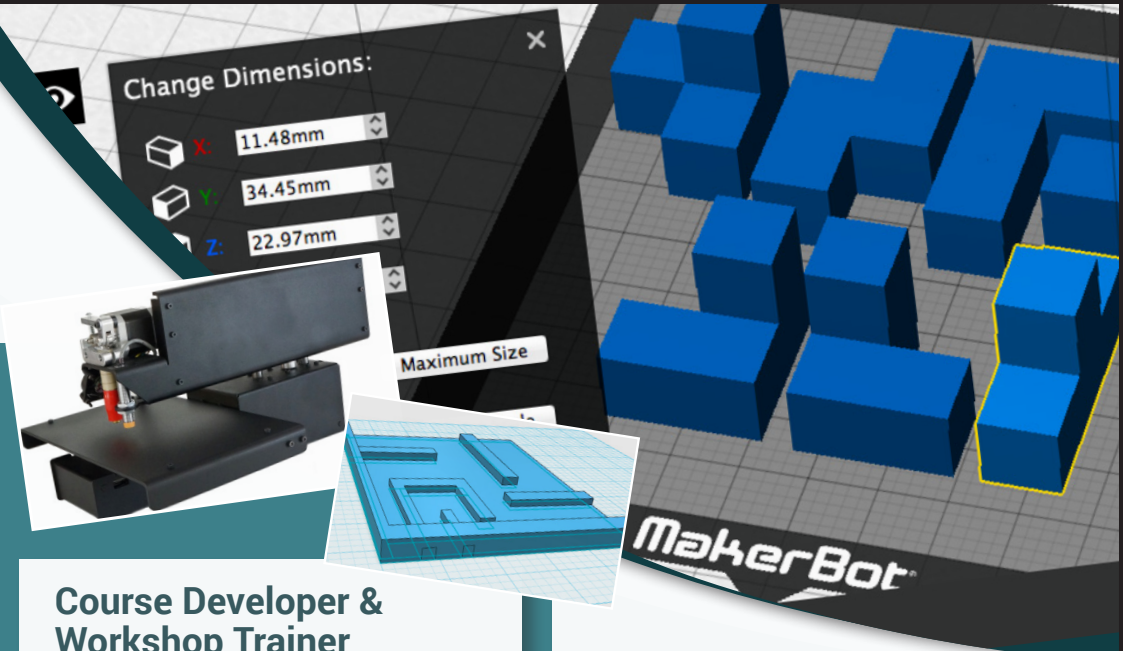 Change Dimensions:
X: 11.48mm
Y: 34.45mm
Z: 22.97mm
Maximum Size
MakerBot
Course Developer &
Workshop Trainer